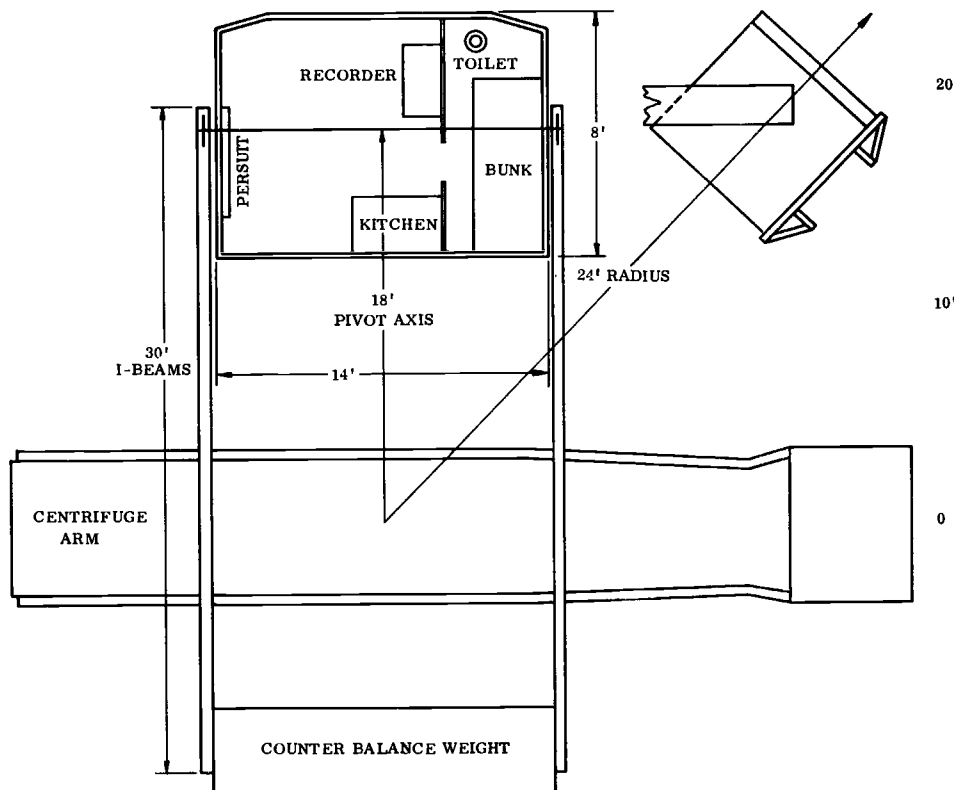 RECORDER
TOILET
8'
PERSUIT
BUNK
KITCHEN
20
24' RADIUS
18'
PIVOT AXIS
10'
30'
I-BEAMS
14'
CENTRIFUGE
ARM
0
COUNTER BALANCE WEIGHT